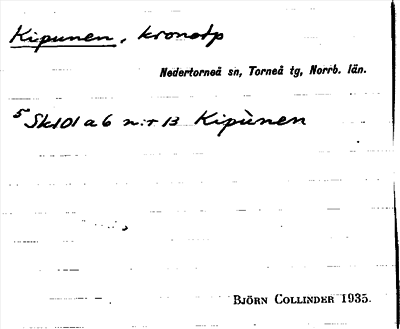 Kipunen, kronotp
Nedertorneå sn, Torneå tg, Norrb. län.
5 Sk101 a 6 n:r 13 Kipùnen
BJÖRN COLLINDER 1935.